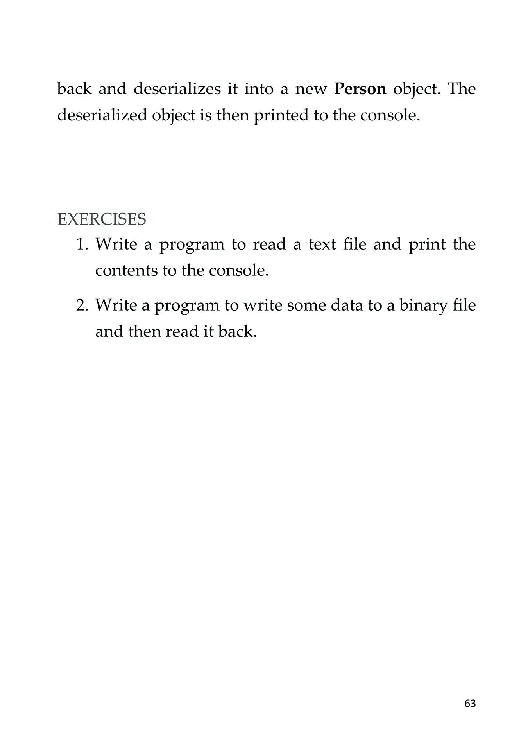 back and deserializes it into a new Person object. The
deserialized object is then printed to the console.
EXERCISES
1. Write a program to read a text file and print the
contents to the console.
2. Write a program to write some data to a binary file
and then read it back.
63